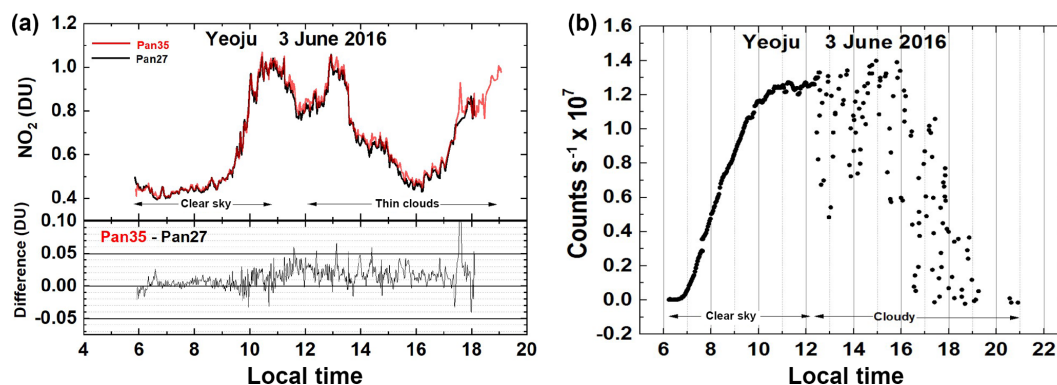 (a)
Yeoju 3 June 2016
Pan35
Pan27
NO2 (DU)
1.0
0.8
0.6
0.4
Clear sky
Thin clouds
Pan35 - Pan27
Difference (DU)
0.10
0.05
0.00
-0.05
4 6 8 10 12 14 16 18 20
Local time
(b)
Yeoju 3 June 2016
Counts s-1 x 10^7
1.6
1.4
1.2
1.0
0.8
0.6
0.4
0.2
0.0
-0.2
Clear sky
Cloudy
6 8 10 12 14 16 18 20 22
Local time